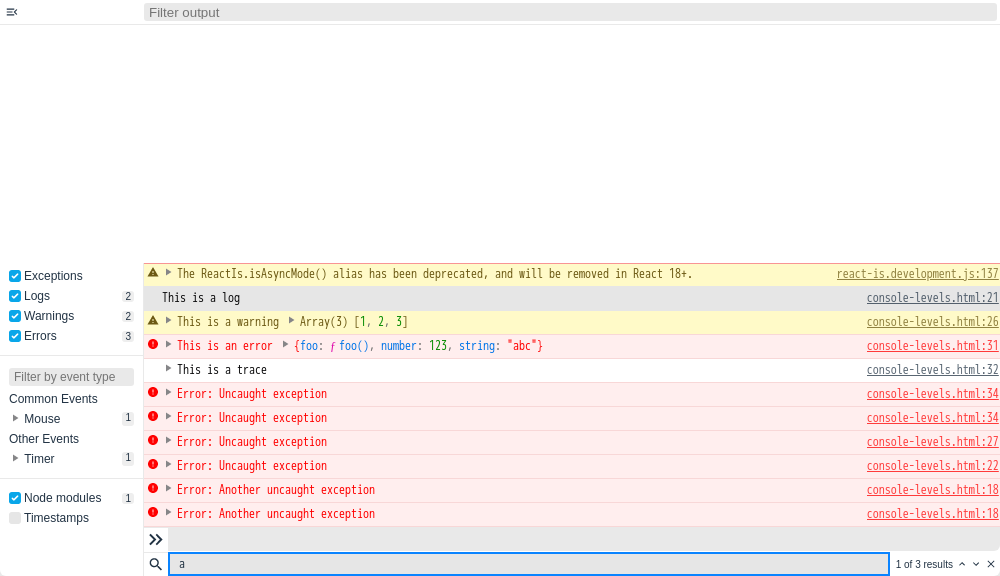 Filter output
Exceptions
Logs 2
Warnings 2
Errors 3
Filter by event type
Common Events
Mouse 1
Other Events
Timer 1
Node modules 1
Timestamps
The ReactIs.isAsyncMode() alias has been deprecated, and will be removed in React 18+. react-is.development.js:137
This is a log console-levels.html:21
This is a warning Array(3) [1, 2, 3] console-levels.html:26
This is an error {foo: ƒ foo(), number: 123, string: "abc"} console-levels.html:31
This is a trace console-levels.html:32
Error: Uncaught exception console-levels.html:34
Error: Uncaught exception console-levels.html:34
Error: Uncaught exception console-levels.html:27
Error: Uncaught exception console-levels.html:22
Error: Another uncaught exception console-levels.html:18
Error: Another uncaught exception console-levels.html:18
a 1 of 3 results